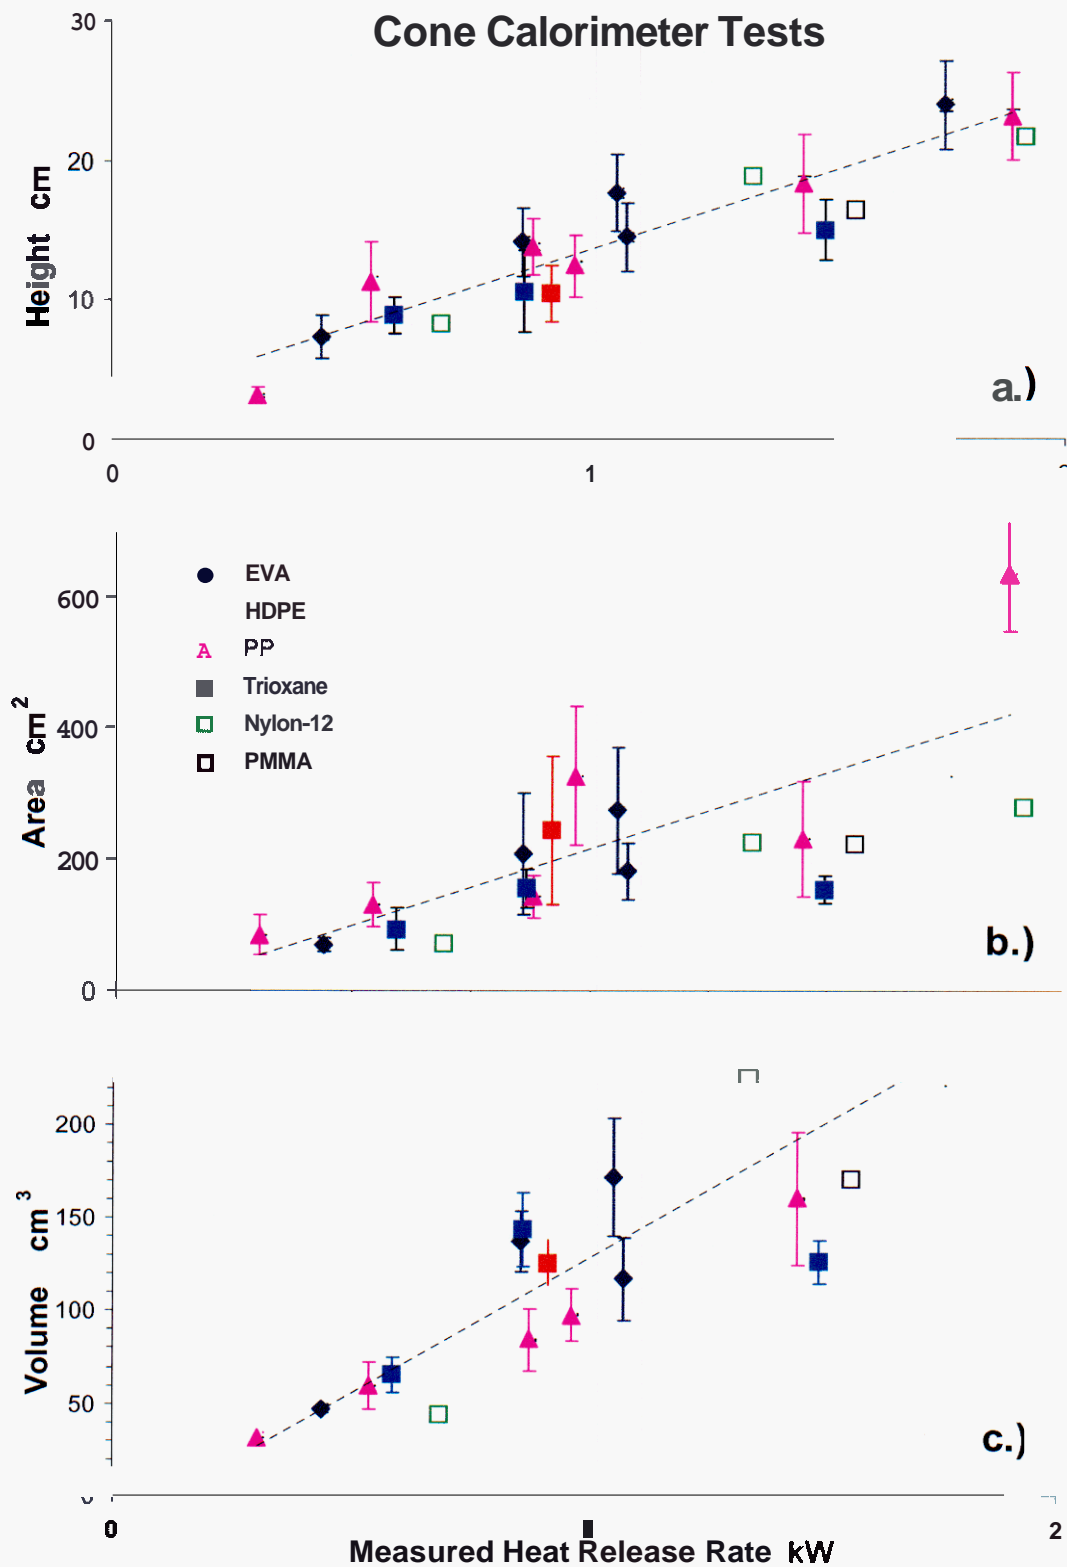 Cone Calorimeter Tests
30
20
10
0
Height cm
a.)
0 1
EVA
HDPE
A PP
Trioxane
Nylon-12
PMMA
600
400
200
0
Area cm2
b.)
200
150
100
50
Volume cm3
c.)
0 2
Measured Heat Release Rate kW